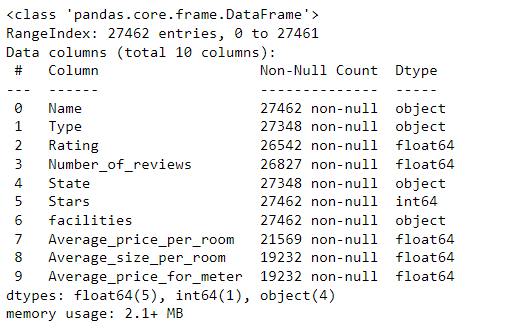 <class 'pandas.core.frame.DataFrame'>
RangeIndex: 27462 entries, 0 to 27461
Data columns (total 10 columns):
 #   Column                     Non-Null Count  Dtype
---  ------                     --------------  -----
 0   Name                       27462 non-null  object
 1   Type                       27348 non-null  object
 2   Rating                     26542 non-null  float64
 3   Number_of_reviews          26827 non-null  float64
 4   State                      27348 non-null  object
 5   Stars                      27462 non-null  int64
 6   facilities                 27462 non-null  object
 7   Average_price_per_room     21569 non-null  float64
 8   Average_size_per_room      19232 non-null  float64
 9   Average_price_for_meter    19232 non-null  float64
dtypes: float64(5), int64(1), object(4)
memory usage: 2.1+ MB